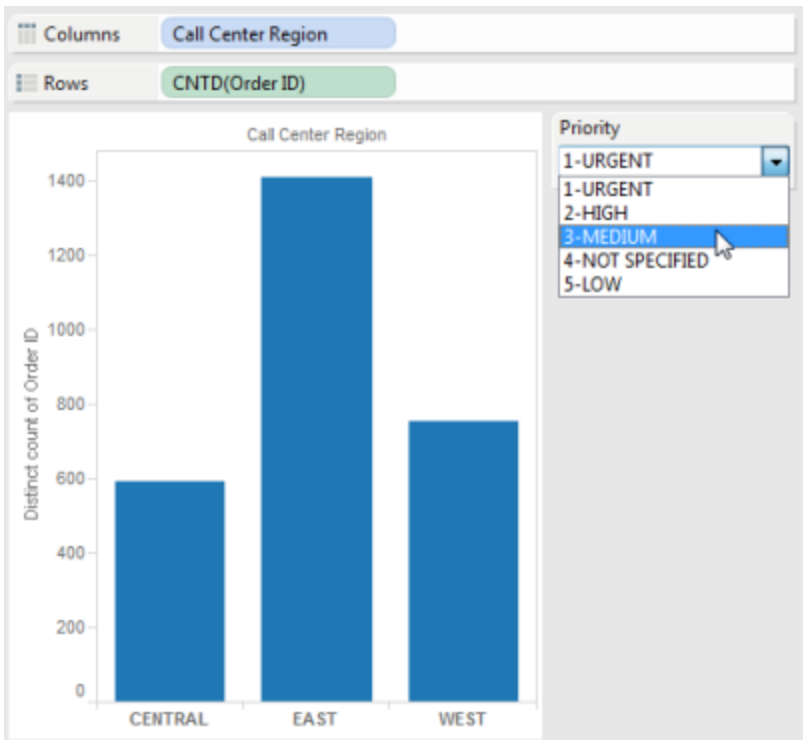 Columns Call Center Region
Rows CNTD(Order ID)
Call Center Region
Priority
1-URGENT
1-URGENT
2-HIGH
3-MEDIUM
4-NOT SPECIFIED
5-LOW
Distinct count of Order ID
1400
1200
1000
800
600
400
200
0
CENTRAL EAST WEST